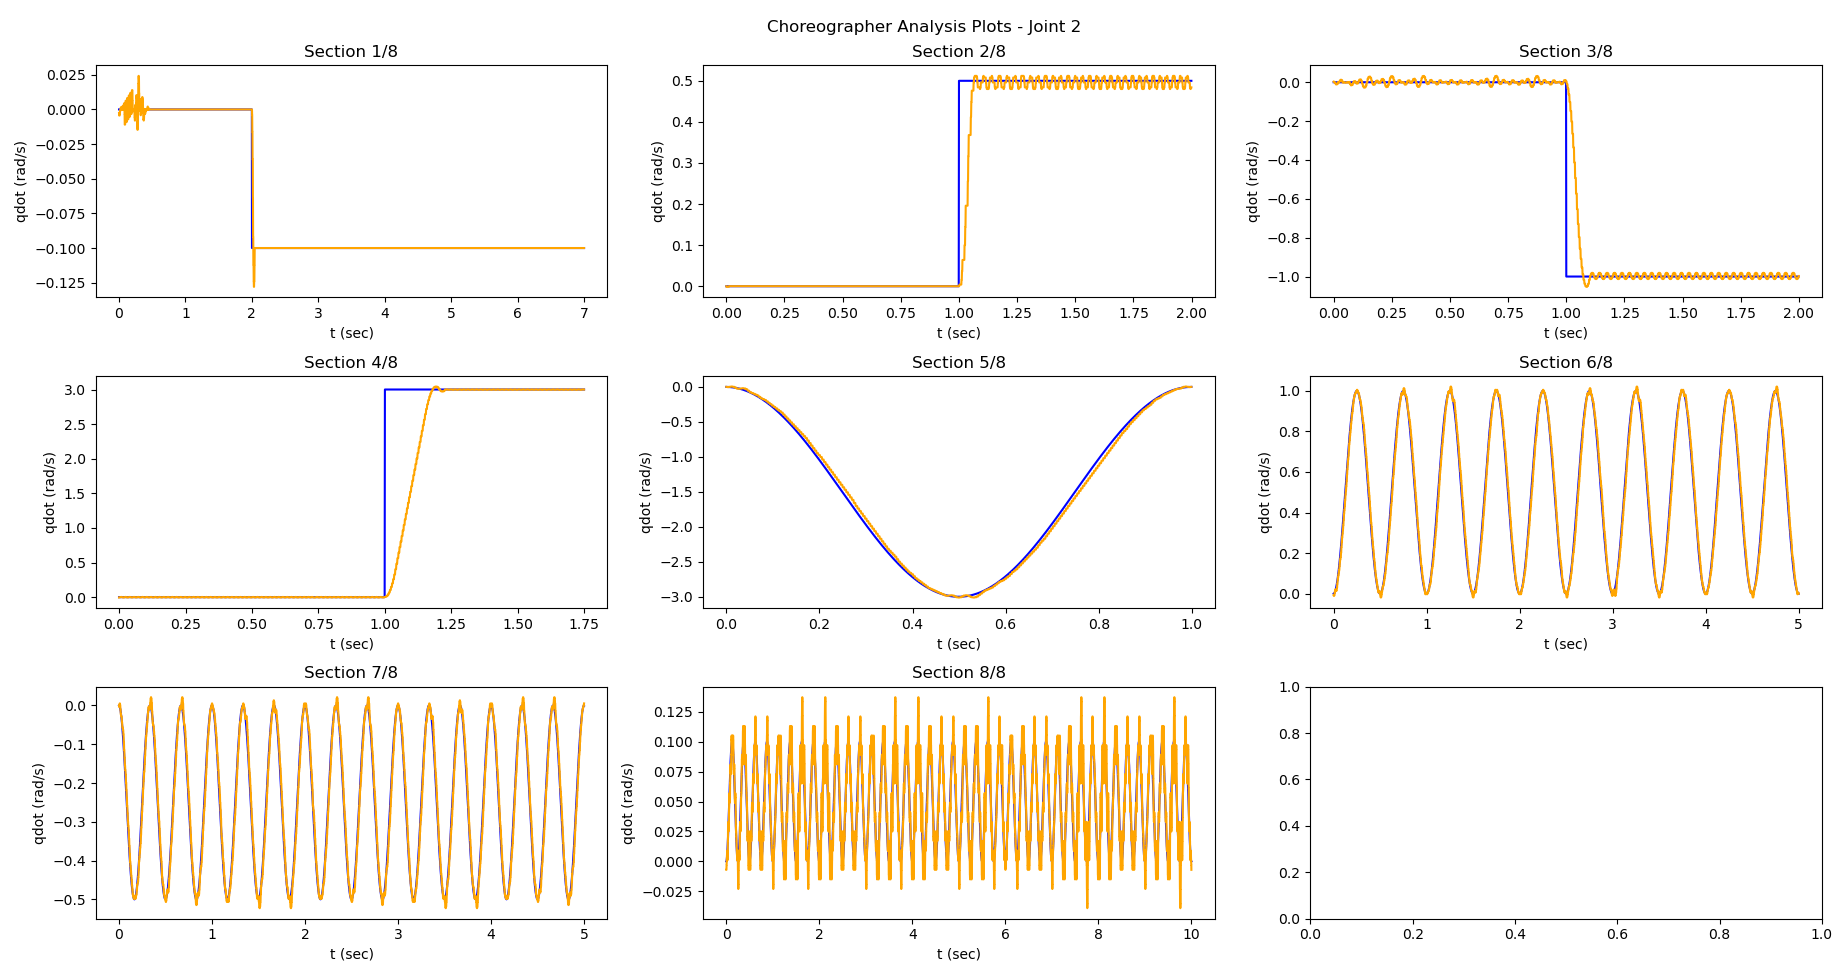 Choreographer Analysis Plots - Joint 2
Section 1/8
0.025
0.000
−0.025
−0.050
−0.075
−0.100
−0.125
qdot (rad/s)
0 1 2 3 4 5 6 7
t (sec)
Section 2/8
0.5
0.4
0.3
0.2
0.1
0.0
qdot (rad/s)
0.00 0.25 0.50 0.75 1.00 1.25 1.50 1.75 2.00
t (sec)
Section 3/8
0.0
−0.2
−0.4
−0.6
−0.8
−1.0
qdot (rad/s)
0.00 0.25 0.50 0.75 1.00 1.25 1.50 1.75 2.00
t (sec)
Section 4/8
3.0
2.5
2.0
1.5
1.0
0.5
0.0
qdot (rad/s)
0.00 0.25 0.50 0.75 1.00 1.25 1.50 1.75
t (sec)
Section 5/8
0.0
−0.5
−1.0
−1.5
−2.0
−2.5
−3.0
qdot (rad/s)
0.0 0.2 0.4 0.6 0.8 1.0
t (sec)
Section 6/8
1.0
0.8
0.6
0.4
0.2
0.0
qdot (rad/s)
0 1 2 3 4 5
t (sec)
Section 7/8
0.0
−0.1
−0.2
−0.3
−0.4
−0.5
qdot (rad/s)
0 1 2 3 4 5
t (sec)
Section 8/8
0.125
0.100
0.075
0.050
0.025
0.000
−0.025
qdot (rad/s)
0 2 4 6 8 10
t (sec)
1.0
0.8
0.6
0.4
0.2
0.0
0.0 0.2 0.4 0.6 0.8 1.0